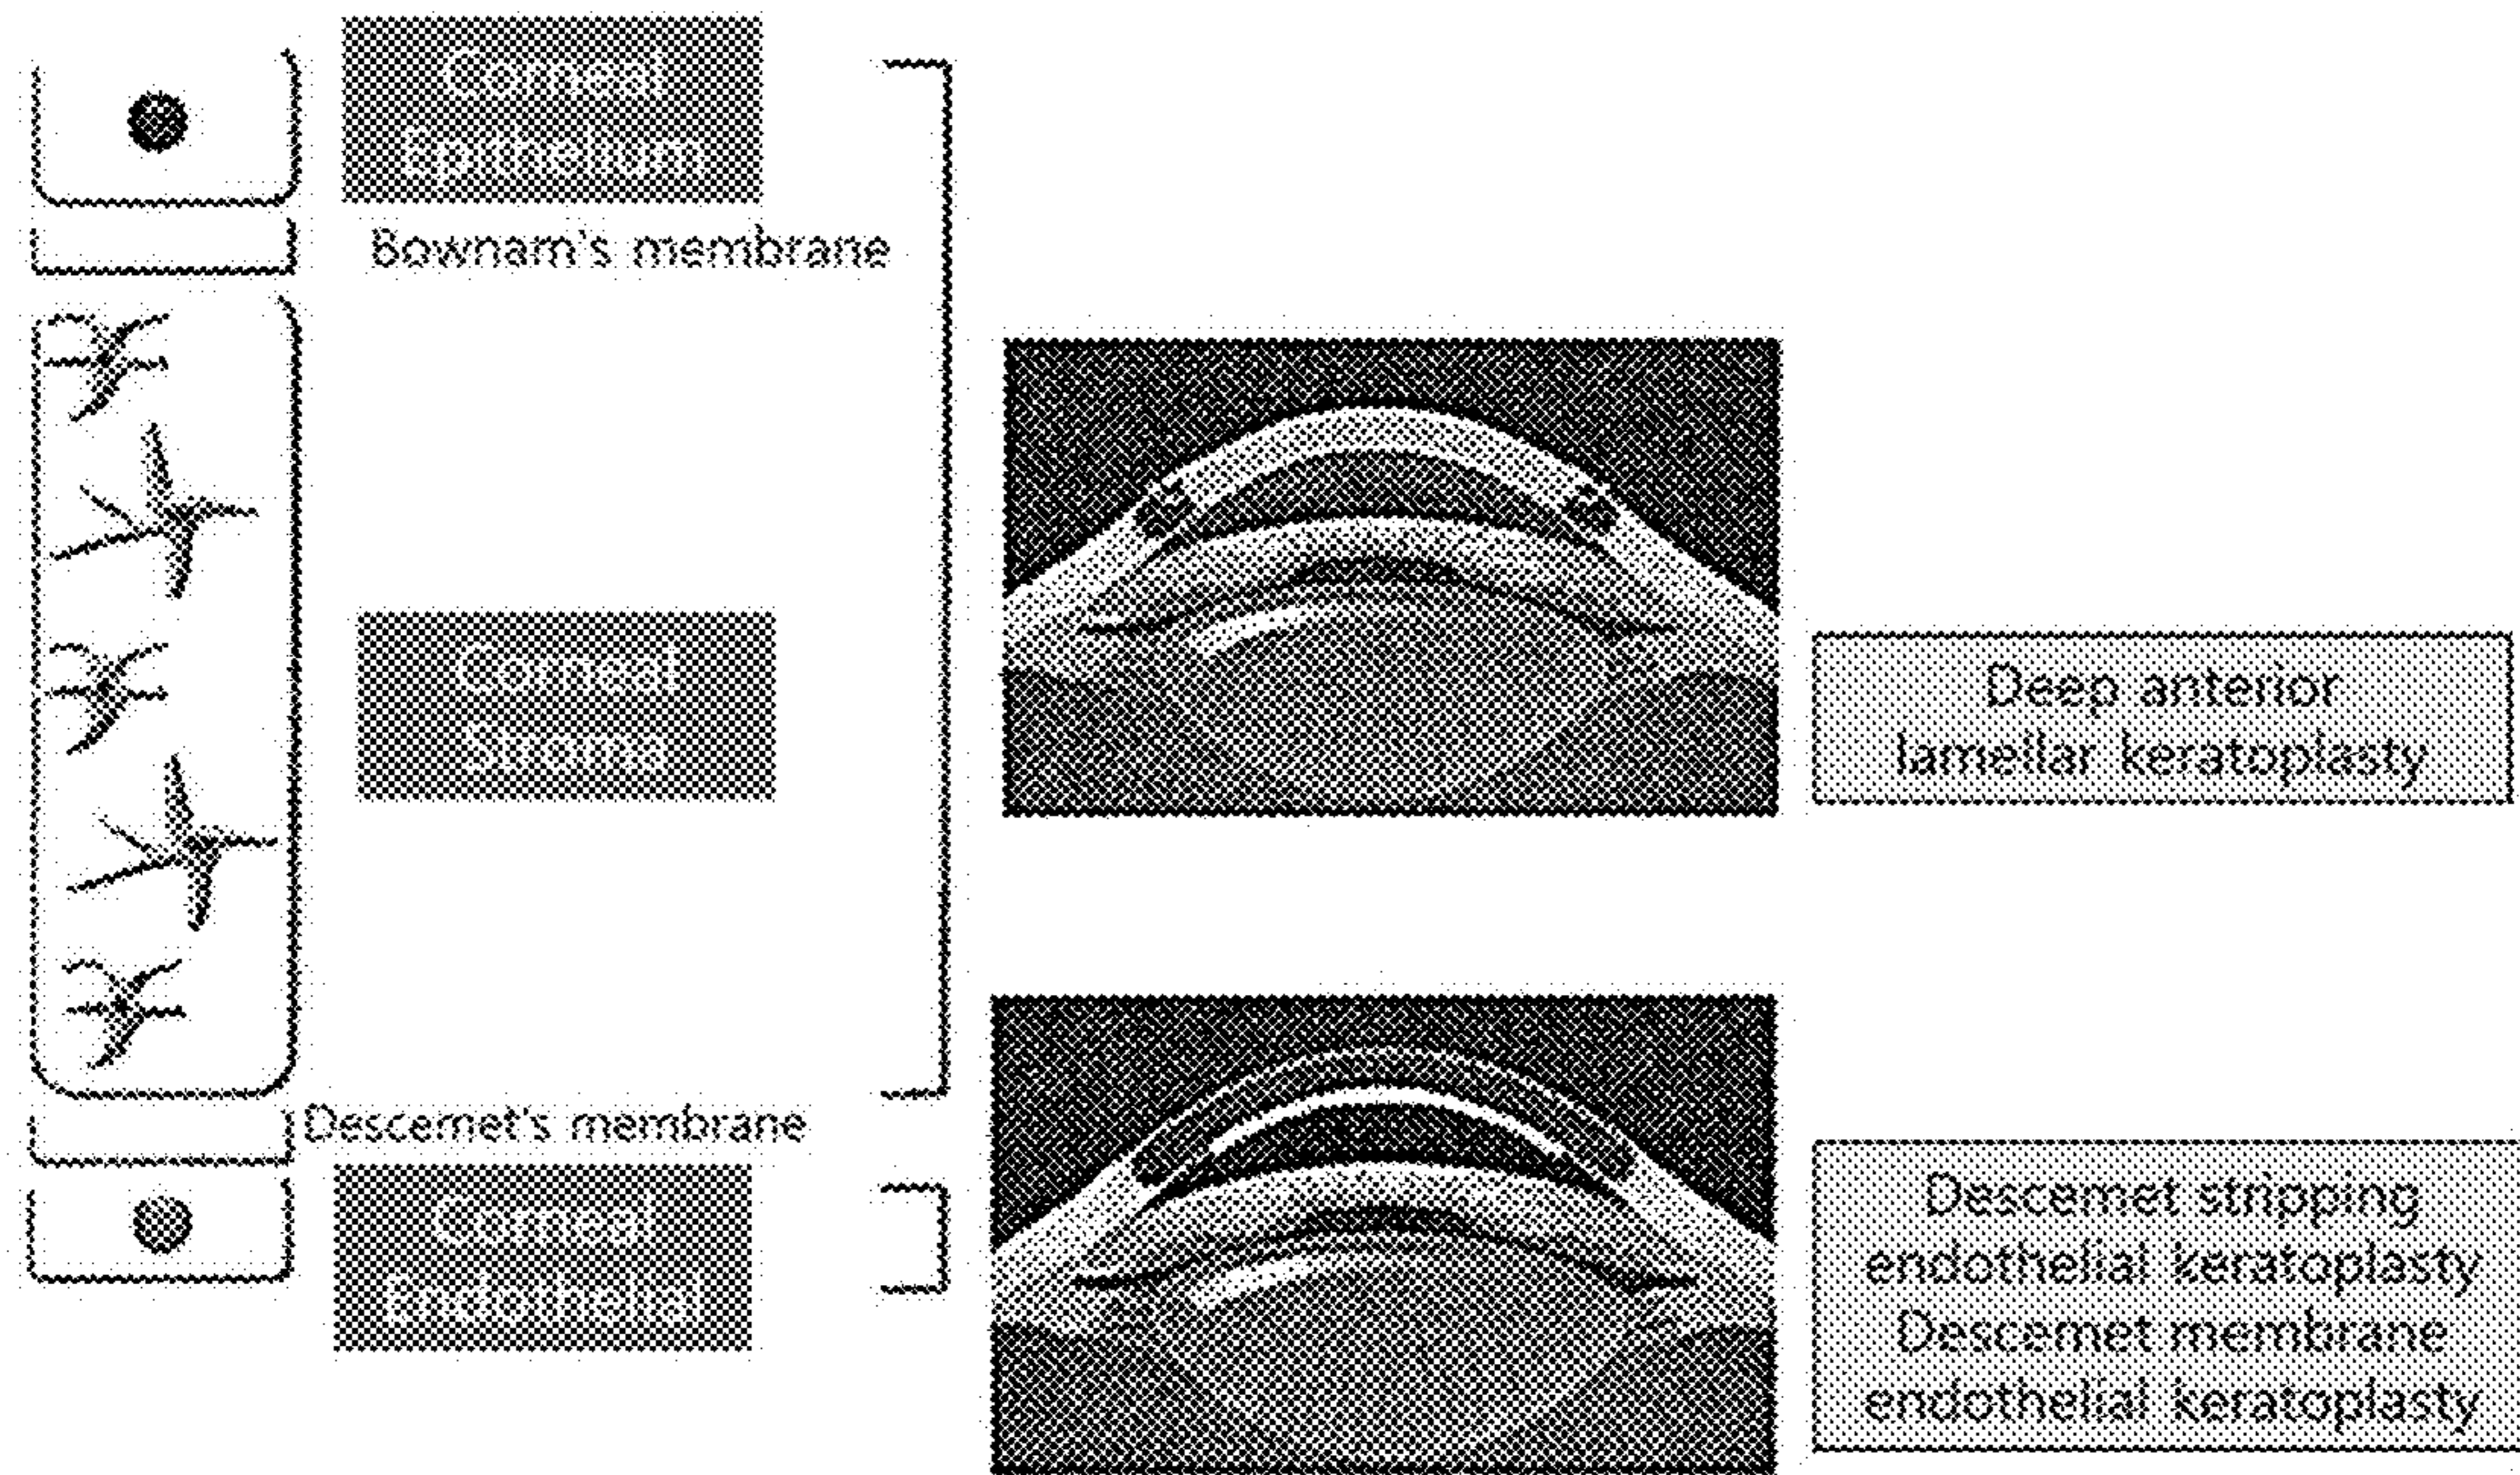 Corneal
Epithelium
Bownam's membrane
Corneal
Stroma
Deep anterior
lamellar keratoplasty
Descemet's membrane
Corneal
Endothelial
Descemet stripping
endothelial keratoplasty
Descemet membrane
endothelial keratoplasty